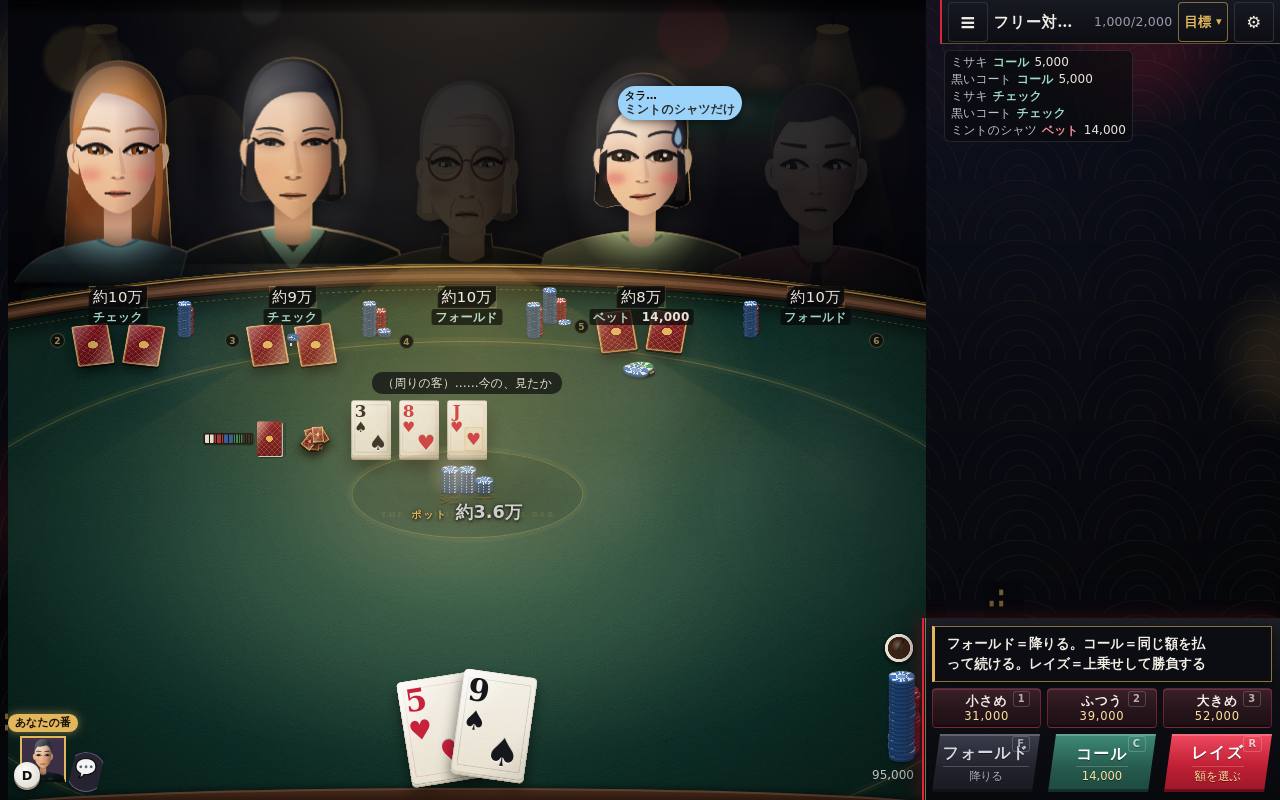 フリー対…
1,000/2,000
目標▼
ミサキ コール 5,000
黒いコート コール 5,000
ミサキ チェック
黒いコート チェック
ミントのシャツ ベット 14,000
タラ…
ミントのシャツだけ
約10万
チェック
約9万
チェック
約10万
フォールド
約8万
ベット 14,000
約10万
フォールド
2
3
4
5
6
（周りの客）……今の、見たか
3
8
J
ポット 約3.6万
5
9
あなたの番
D
95,000
フォールド＝降りる。コール＝同じ額を払
って続ける。レイズ＝上乗せして勝負する
小さめ 1
31,000
ふつう 2
39,000
大きめ 3
52,000
フォールド F
降りる
コール C
14,000
レイズ R
額を選ぶ